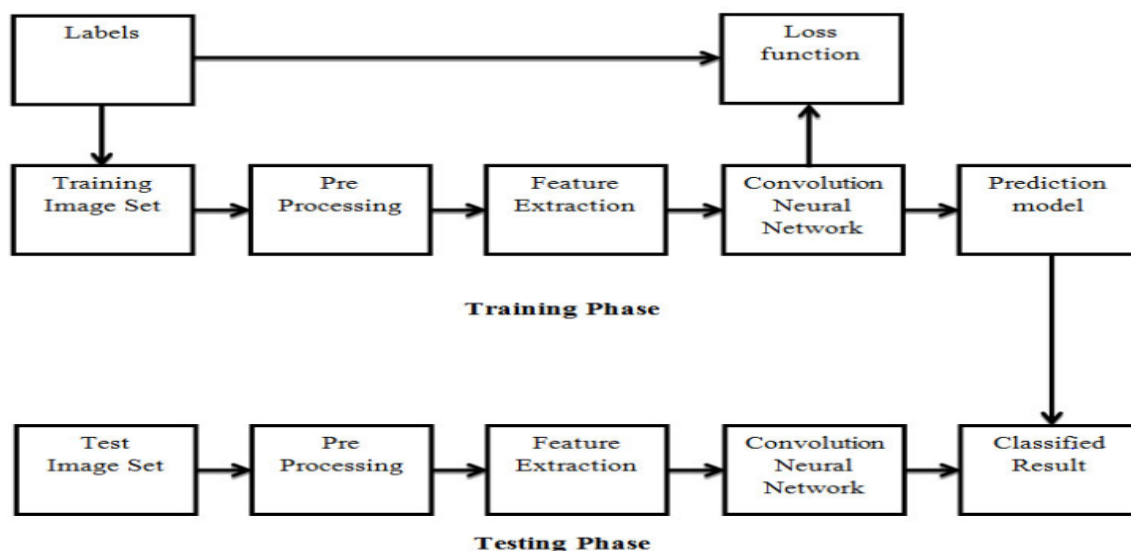 Labels
Loss
function
Training
Image Set
Pre
Processing
Feature
Extraction
Convolution
Neural
Network
Prediction
model
Training Phase
Test
Image Set
Pre
Processing
Feature
Extraction
Convolution
Neural
Network
Classified
Result
Testing Phase